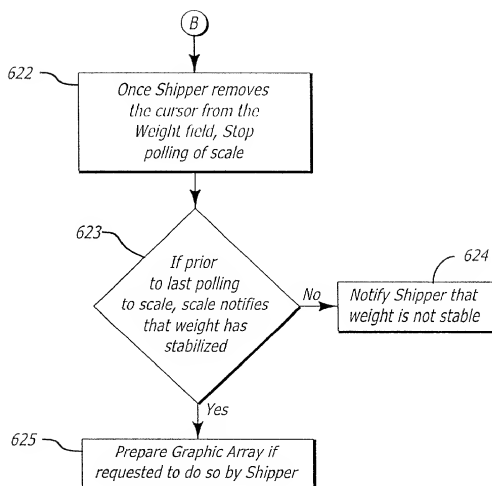 B
622
Once Shipper removes
the cursor from the
Weight field, Stop
polling of scale
623
If prior
to last polling
to scale, scale notifies
that weight has
stabilized
No
624
Notify Shipper that
weight is not stable
Yes
625
Prepare Graphic Array if
requested to do so by Shipper